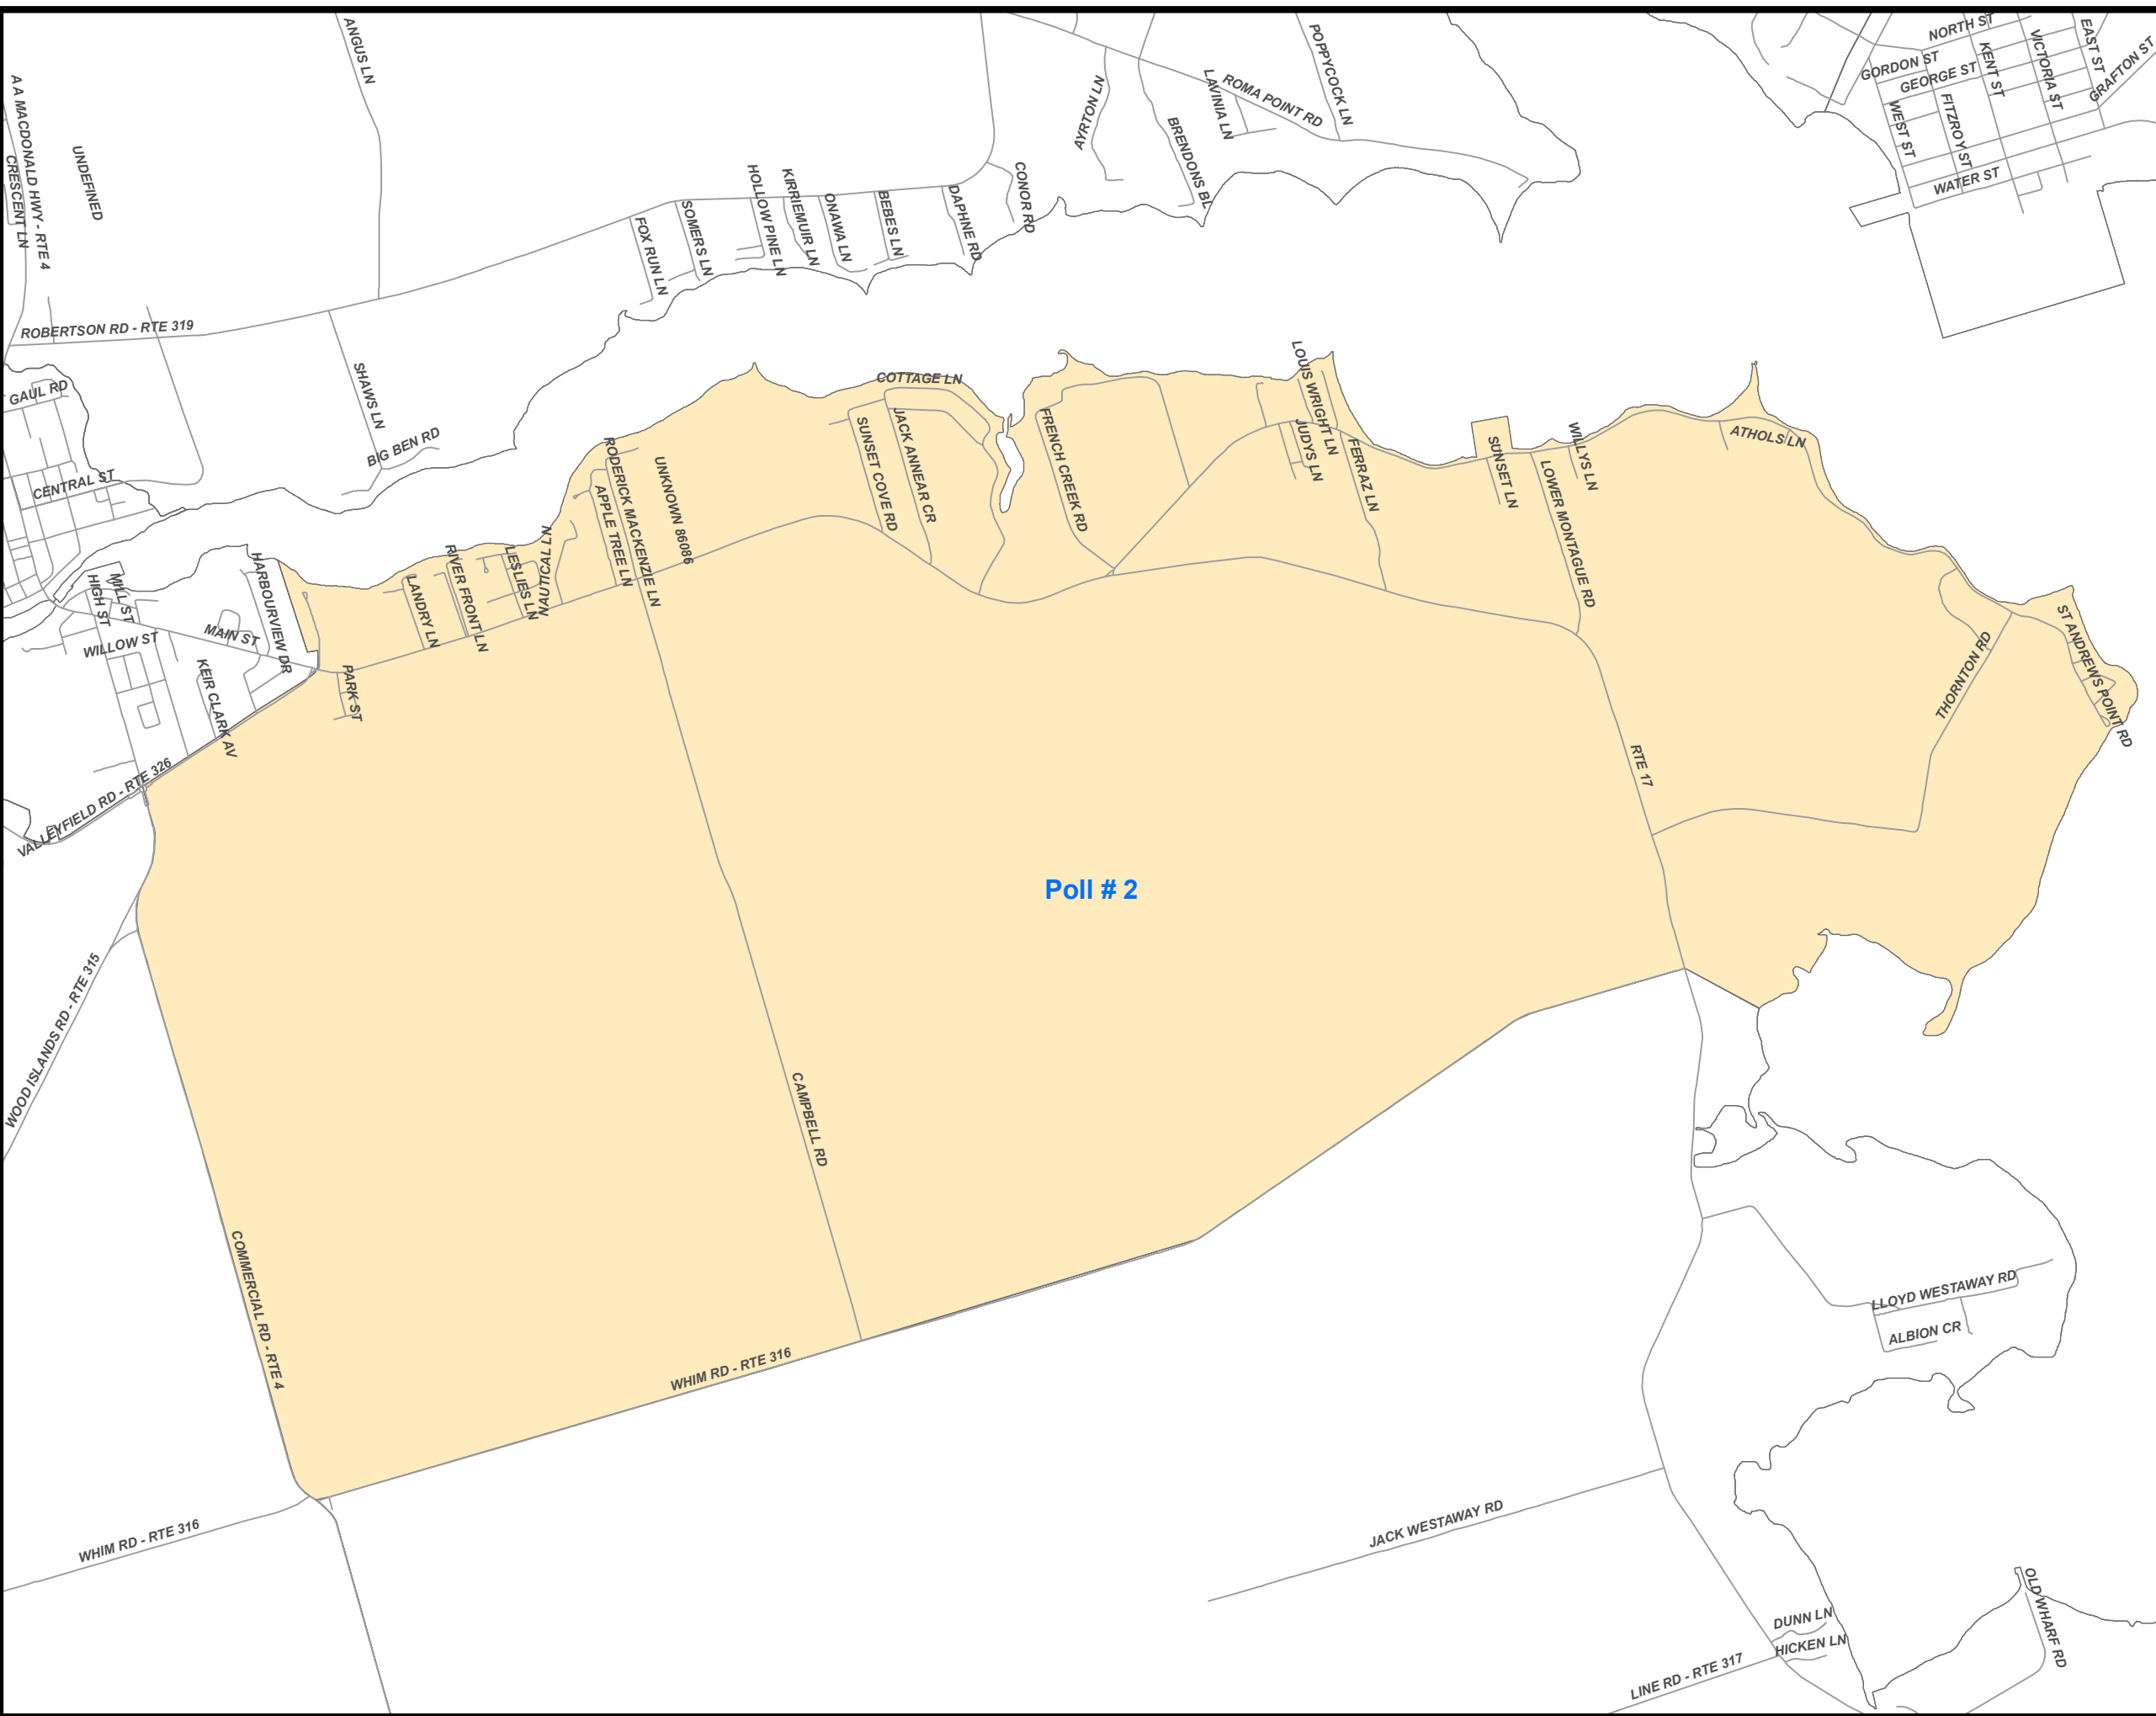 ANGUS LN
A A MACDONALD HWY - RTE 4
CRESCENT LN
UNDEFINED
ROBERTSON RD - RTE 319
GAUL RD
CENTRAL ST
SHAWS LN
BIG BEN RD
FOX RUN LN
SOMERS LN
HOLLOW PINE LN
KIRRIEMUIR LN
ONAWA LN
BEBES LN
DAPHNE RD
CONOR RD
AYRTON LN
BRENDONS BL
LAVINIA LN
ROMA POINT RD
POPPYCOCK LN
NORTH ST
GORDON ST
GEORGE ST
KENT ST
VICTORIA ST
EAST ST
GRAFTON ST
WEST ST
FITZROY ST
WATER ST
HIGH ST
MILL ST
WILLOW ST
MAIN ST
HARBOURVIEW DR
KEIR CLARK AV
PARK ST
VALLEYFIELD RD - RTE 326
LANDRY LN
RIVER FRONT LN
LESLIES LN
NAUTICAL LN
APPLE TREE LN
RODERICK MACKENZIE LN
UNKNOWN 86086
COTTAGE LN
SUNSET COVE RD
JACK ANNEAR CR
FRENCH CREEK RD
LOUIS WRIGHT LN
JUDYS LN
FERRAZ LN
SUNSET LN
LOWER MONTAGUE RD
WILLYS LN
ATHOLS LN
THORNTON RD
ST ANDREWS POINT RD
RTE 17
Poll # 2
WOOD ISLANDS RD - RTE 315
COMMERCIAL RD - RTE 4
CAMPBELL RD
WHIM RD - RTE 316
WHIM RD - RTE 316
LLOYD WESTAWAY RD
ALBION CR
JACK WESTAWAY RD
DUNN LN
HICKEN LN
LINE RD - RTE 317
OLD WHARF RD